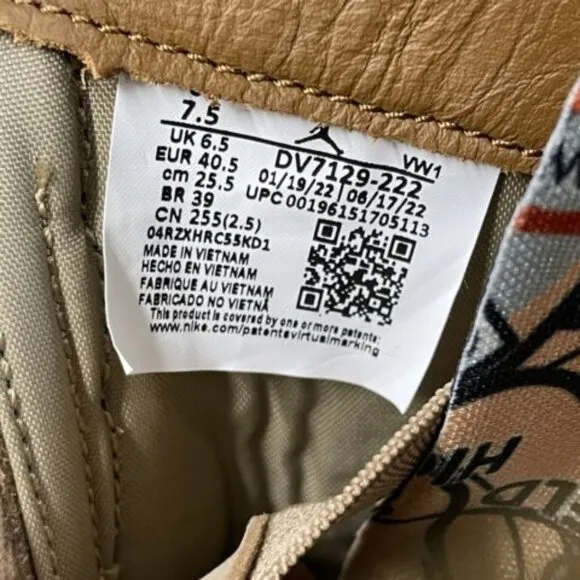 7.5
UK 6.5
EUR 40.5
cm 25.5
BR 39
CN 255(2.5)
04RZXHRC55KD1
VW1
DV7129-222
01/19/22 | 06/17/22
UPC 00196151705113
MADE IN VIETNAM
HECHO EN VIETNAM
FABRIQUE AU VIETNAM
FABRICADO NO VIETNÃ
This product is covered by one or more patents:
www.nike.com/patentsvirtualmarking